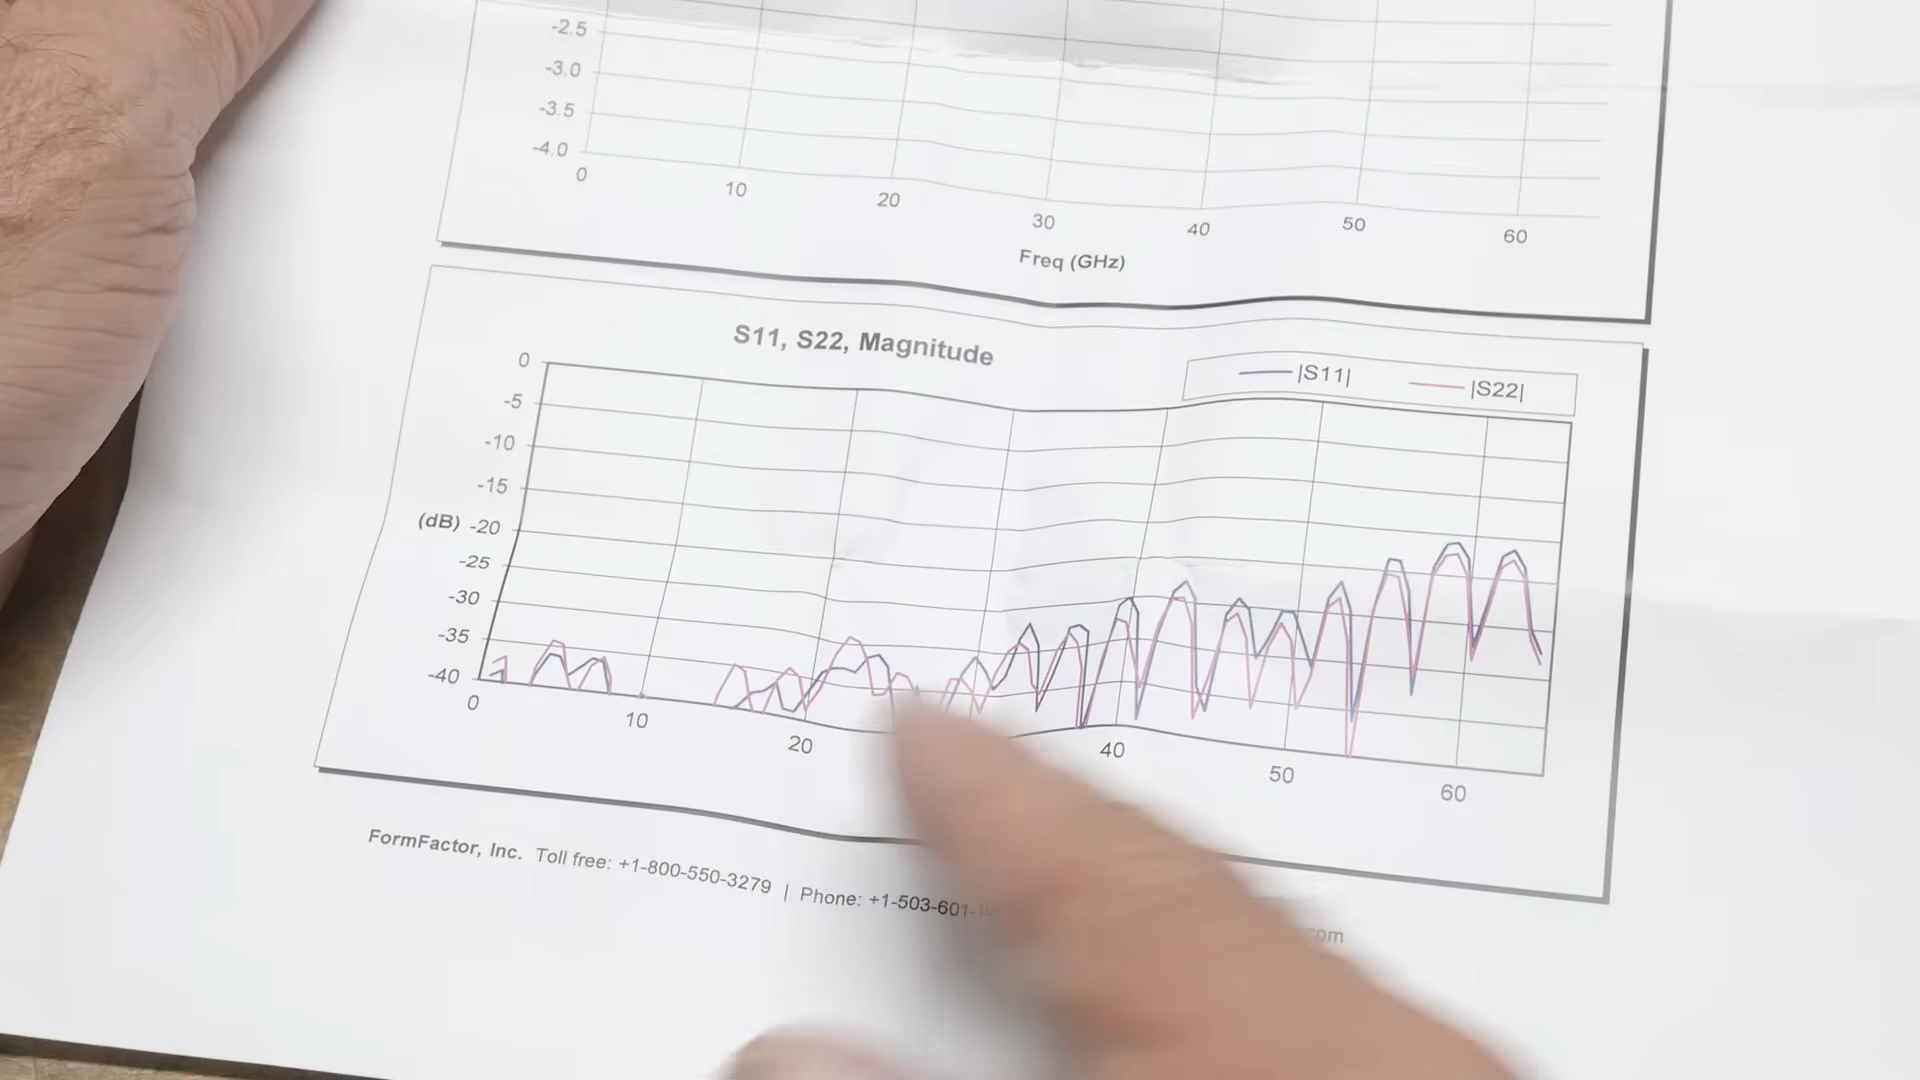 -2.5
-3.0
-3.5
-4.0
0 10 20 30 40 50 60
Freq (GHz)
S11, S22, Magnitude
|S11| |S22|
0
-5
-10
-15
(dB) -20
-25
-30
-35
-40
0 10 20 40 50 60
FormFactor, Inc. Toll free: +1-800-550-3279 | Phone: +1-503-601- com